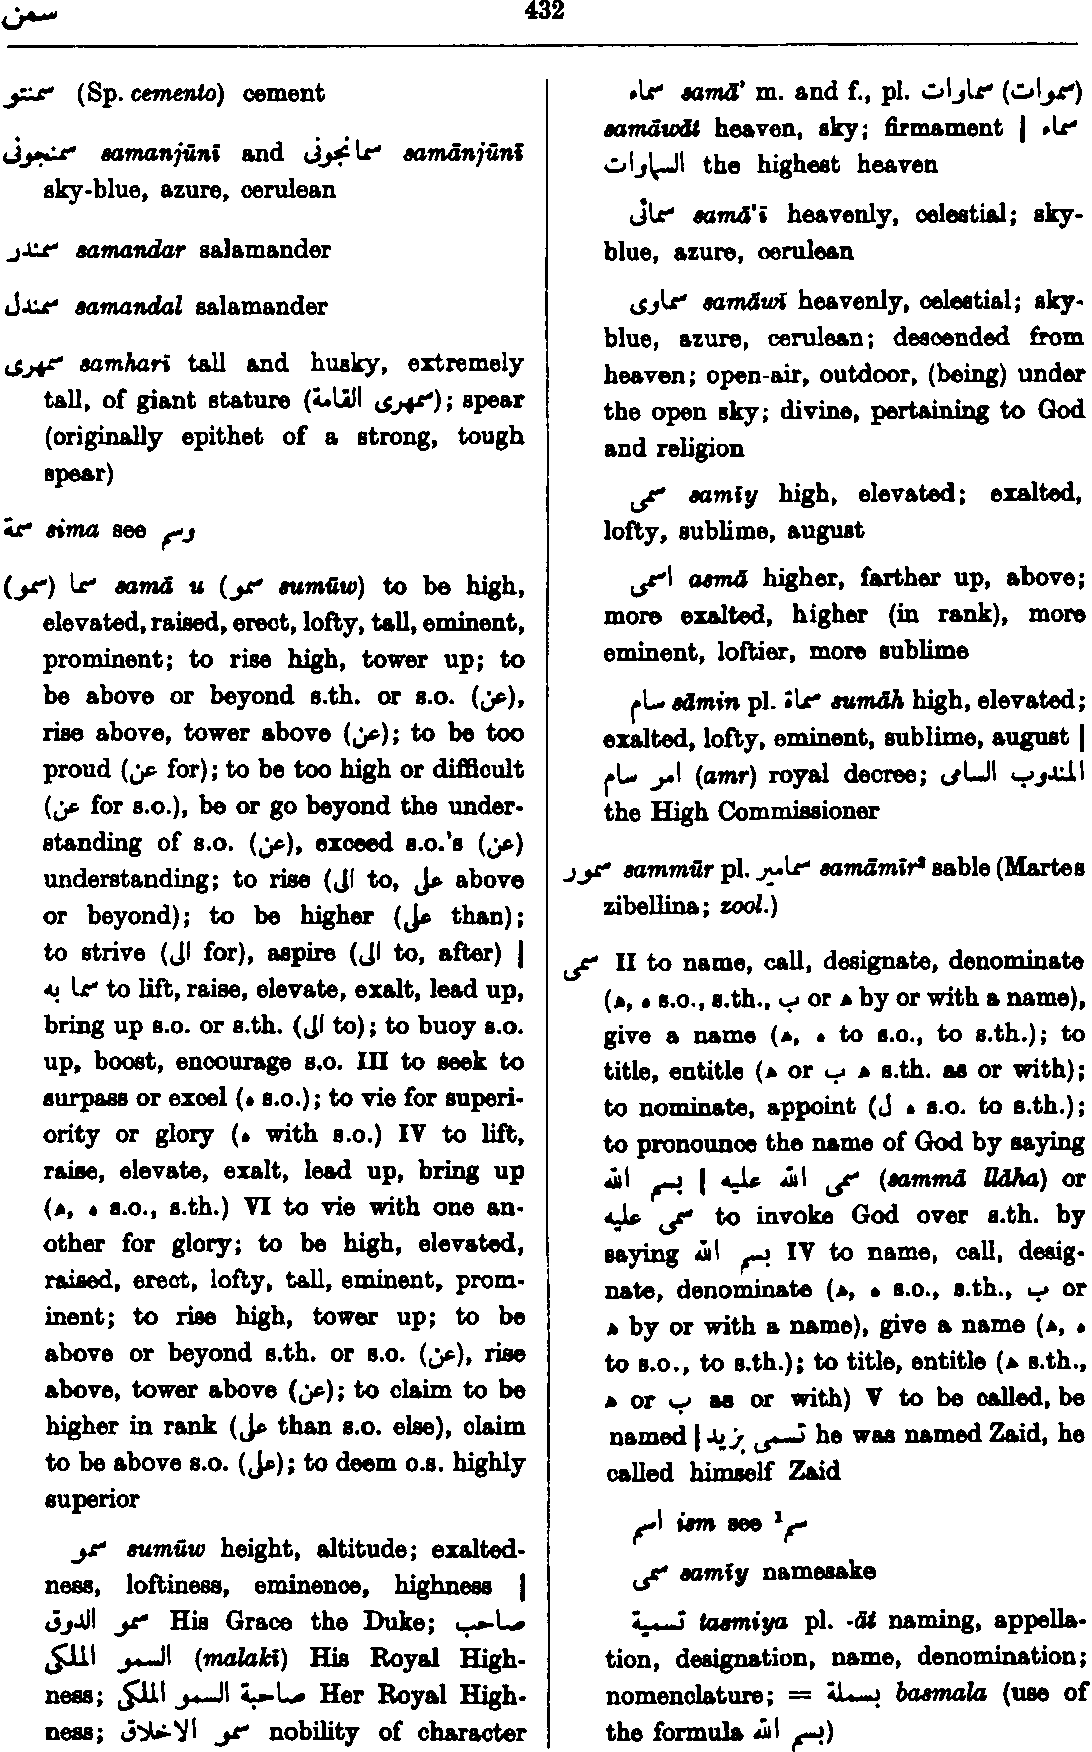 سمن
432
سمنتو (Sp. cemento) cement
سمنجونى samanjūnī and سمانجونى samānjūnī
sky-blue, azure, cerulean
سمندر samandar salamander
سمندل samandal salamander
سمهرى samharī tall and husky, extremely
tall, of giant stature (سمهرى القامة); spear
(originally epithet of a strong, tough
spear)
سمة sima see وسم
(سمو) سما samā u (سمو sumūw) to be high,
elevated, raised, erect, lofty, tall, eminent,
prominent; to rise high, tower up; to
be above or beyond s.th. or s.o. (عن),
rise above, tower above (عن); to be too
proud (عن for); to be too high or difficult
(عن for s.o.), be or go beyond the under-
standing of s.o. (عن), exceed s.o.'s (عن)
understanding; to rise (الى to, على above
or beyond); to be higher (على than);
to strive (الى for), aspire (الى to, after) |
سما به to lift, raise, elevate, exalt, lead up,
bring up s.o. or s.th. (الى to); to buoy s.o.
up, boost, encourage s.o. III to seek to
surpass or excel (ه s.o.); to vie for superi-
ority or glory (ه with s.o.) IV to lift,
raise, elevate, exalt, lead up, bring up
(ه, ه s.o., s.th.) VI to vie with one an-
other for glory; to be high, elevated,
raised, erect, lofty, tall, eminent, prom-
inent; to rise high, tower up; to be
above or beyond s.th. or s.o. (عن), rise
above, tower above (عن); to claim to be
higher in rank (على than s.o. else), claim
to be above s.o. (على); to deem o.s. highly
superior
سمو sumūw height, altitude; exalted-
ness, loftiness, eminence, highness |
سمو الدوق His Grace the Duke; صاحب
السمو الملكى (malakī) His Royal High-
ness; صاحبة السمو الملكى Her Royal High-
ness; سمو الاخلاق nobility of character
سماء samā' m. and f., pl. سماوات (سموات)
samāwāt heaven, sky; firmament | سماء
السماوات the highest heaven
سمائى samā'ī heavenly, celestial; sky-
blue, azure, cerulean
سماوى samāwī heavenly, celestial; sky-
blue, azure, cerulean; descended from
heaven; open-air, outdoor, (being) under
the open sky; divine, pertaining to God
and religion
سمى samīy high, elevated; exalted,
lofty, sublime, august
اسمى asmā higher, farther up, above;
more exalted, higher (in rank), more
eminent, loftier, more sublime
سام sāmin pl. سماة sumāh high, elevated;
exalted, lofty, eminent, sublime, august |
امر سام (amr) royal decree; المندوب السامى
the High Commissioner
سمور sammūr pl. سمامير samāmīr² sable (Martes
zibellina; zool.)
سمى II to name, call, designate, denominate
(ه, ه s.o., s.th., ب or ه by or with a name),
give a name (ه, ه to s.o., to s.th.); to
title, entitle (ه or ب ه s.th. as or with);
to nominate, appoint (ل ه s.o. to s.th.);
to pronounce the name of God by saying
بسم الله | سمى الله عليه (sammā llāha) or
سمى عليه to invoke God over s.th. by
saying بسم الله IV to name, call, desig-
nate, denominate (ه, ه s.o., s.th., ب or
ه by or with a name), give a name (ه, ه
to s.o., to s.th.); to title, entitle (ه s.th.,
ه or ب as or with) V to be called, be
named | تسمى بزيد he was named Zaid, he
called himself Zaid
اسم ism see ¹سم
سمى samīy namesake
تسمية tasmiya pl. -āt naming, appella-
tion, designation, name, denomination;
nomenclature; = بسملة basmala (use of
the formula بسم الله)